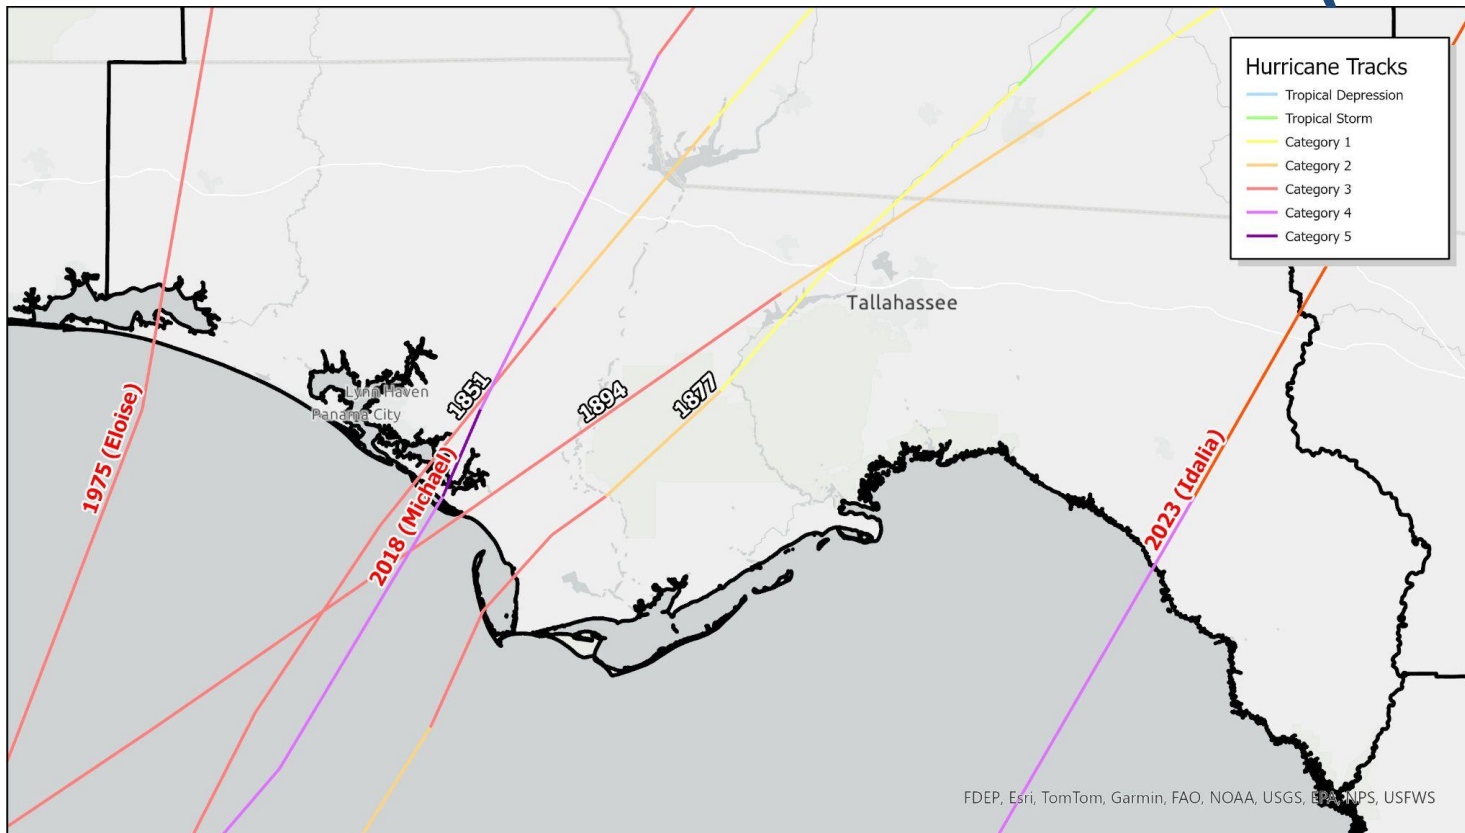 Hurricane Tracks
Tropical Depression
Tropical Storm
Category 1
Category 2
Category 3
Category 4
Category 5
Tallahassee
Lynn Haven
Panama City
1851
1894
1877
1975 (Eloise)
2018 (Michael)
2023 (Idalia)
FDEP, Esri, TomTom, Garmin, FAO, NOAA, USGS, EPA, NPS, USFWS